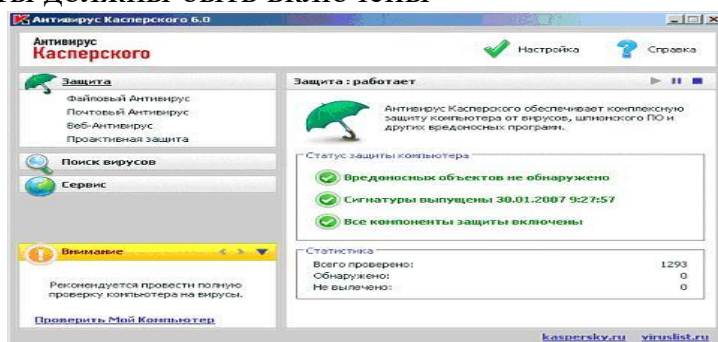 ты должны быть включены
Антивирус Касперского 6.0
Антивирус
Касперского
Настройка
Справка
Защита
Файловый Антивирус
Почтовый Антивирус
Веб-Антивирус
Проактивная защита
Поиск вирусов
Сервис
Внимание
Рекомендуется провести полную
проверку компьютера на вирусы.
Проверить Мой Компьютер
Защита : работает
Антивирус Касперского обеспечивает комплексную
защиту компьютера от вирусов, шпионского ПО и
других вредоносных программ.
Статус защиты компьютера
Вредоносных объектов не обнаружено
Сигнатуры выпущены 30.01.2007 9:27:57
Все компоненты защиты включены
Статистика
Всего проверено: 1293
Обнаружено: 0
Не вылечено: 0
kaspersky.ru viruslist.ru